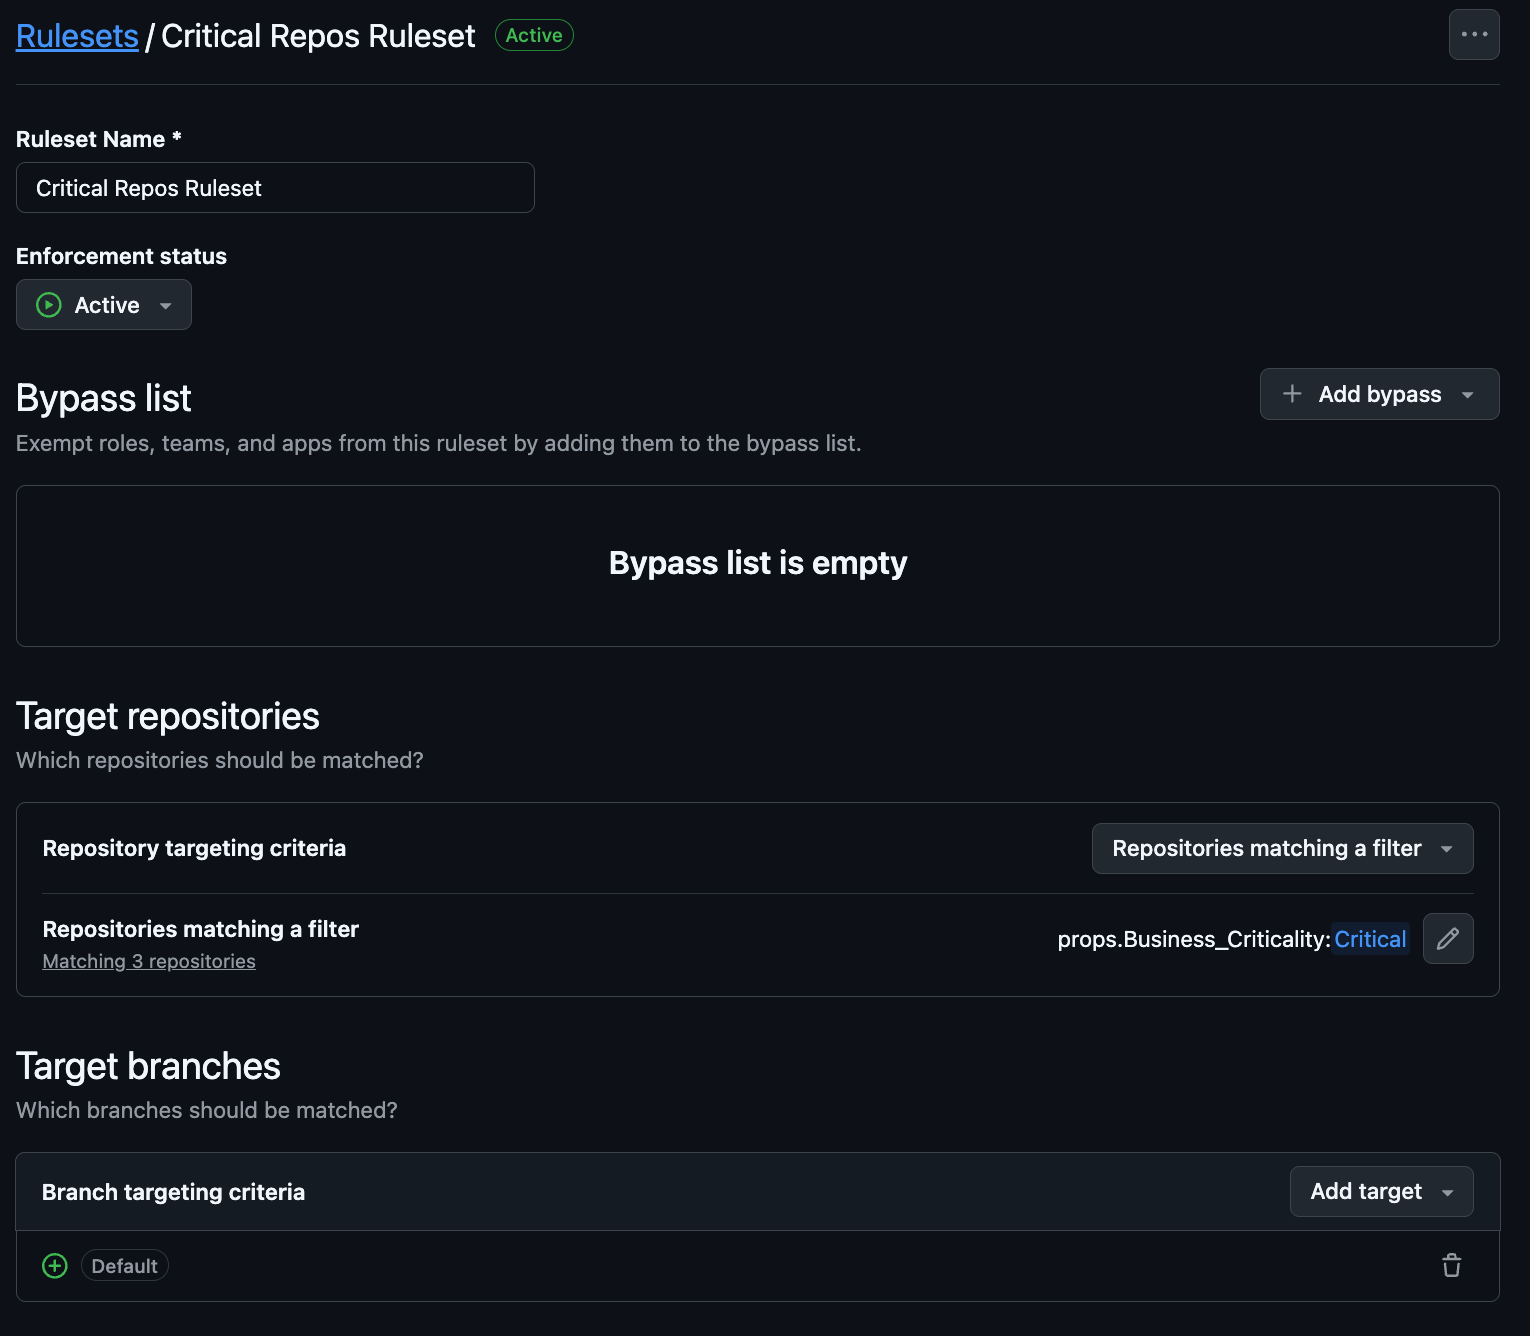 Rulesets / Critical Repos Ruleset Active
Ruleset Name *
Critical Repos Ruleset
Enforcement status
Active
Bypass list
Add bypass
Exempt roles, teams, and apps from this ruleset by adding them to the bypass list.
Bypass list is empty
Target repositories
Which repositories should be matched?
Repository targeting criteria
Repositories matching a filter
Repositories matching a filter
Matching 3 repositories
props.Business_Criticality:Critical
Target branches
Which branches should be matched?
Branch targeting criteria
Add target
Default